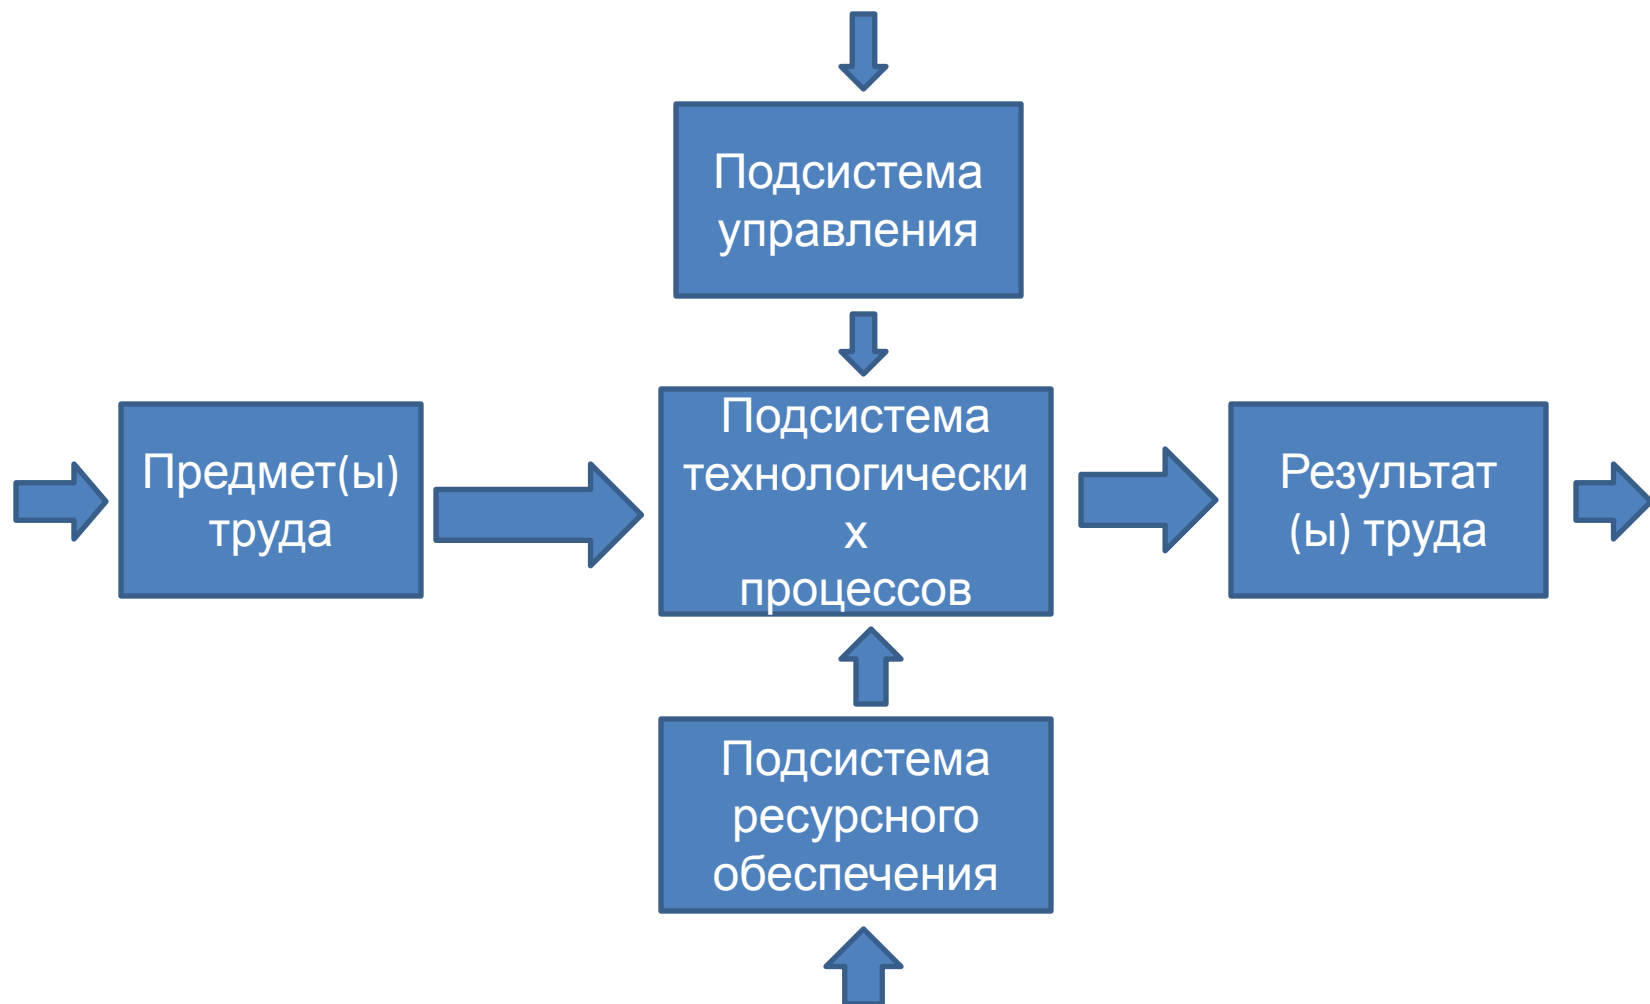 Подсистема
управления
Предмет(ы)
труда
Подсистема
технологически
х
процессов
Результат
(ы) труда
Подсистема
ресурсного
обеспечения